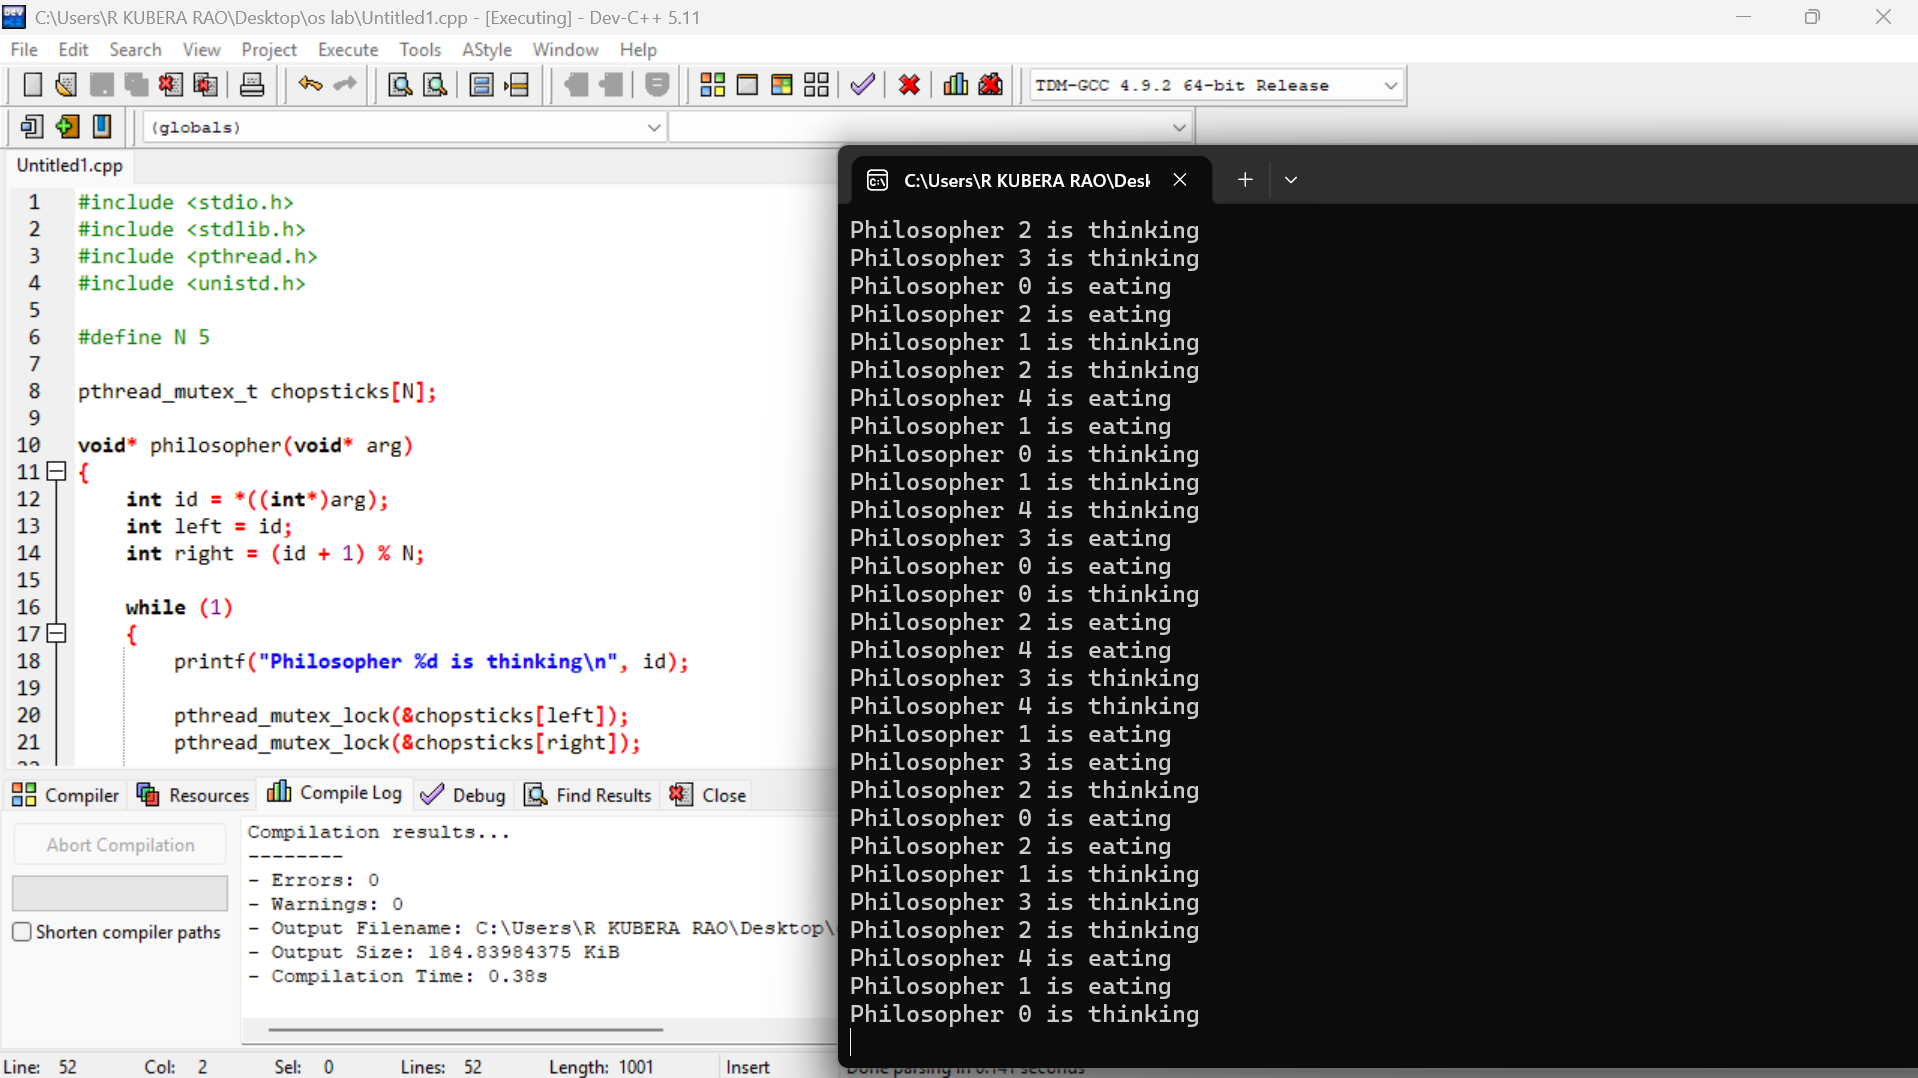 C:\Users\R KUBERA RAO\Desktop\os lab\Untitled1.cpp - [Executing] - Dev-C++ 5.11
File Edit Search View Project Execute Tools AStyle Window Help
TDM-GCC 4.9.2 64-bit Release
(globals)
Untitled1.cpp
1 #include <stdio.h>
2 #include <stdlib.h>
3 #include <pthread.h>
4 #include <unistd.h>
5
6 #define N 5
7
8 pthread_mutex_t chopsticks[N];
9
10 void* philosopher(void* arg)
11 {
12 int id = *((int*)arg);
13 int left = id;
14 int right = (id + 1) % N;
15
16 while (1)
17 {
18 printf("Philosopher %d is thinking\n", id);
19
20 pthread_mutex_lock(&chopsticks[left]);
21 pthread_mutex_lock(&chopsticks[right]);
Compiler Resources Compile Log Debug Find Results Close
Abort Compilation
Shorten compiler paths
Compilation results...
--------
- Errors: 0
- Warnings: 0
- Output Filename: C:\Users\R KUBERA RAO\Desktop\
- Output Size: 184.83984375 KiB
- Compilation Time: 0.38s
Line: 52 Col: 2 Sel: 0 Lines: 52 Length: 1001 Insert Done parsing in 0.141 seconds
C:\Users\R KUBERA RAO\Desk
Philosopher 2 is thinking
Philosopher 3 is thinking
Philosopher 0 is eating
Philosopher 2 is eating
Philosopher 1 is thinking
Philosopher 2 is thinking
Philosopher 4 is eating
Philosopher 1 is eating
Philosopher 0 is thinking
Philosopher 1 is thinking
Philosopher 4 is thinking
Philosopher 3 is eating
Philosopher 0 is eating
Philosopher 0 is thinking
Philosopher 2 is eating
Philosopher 4 is eating
Philosopher 3 is thinking
Philosopher 4 is thinking
Philosopher 1 is eating
Philosopher 3 is eating
Philosopher 2 is thinking
Philosopher 0 is eating
Philosopher 2 is eating
Philosopher 1 is thinking
Philosopher 3 is thinking
Philosopher 2 is thinking
Philosopher 4 is eating
Philosopher 1 is eating
Philosopher 0 is thinking